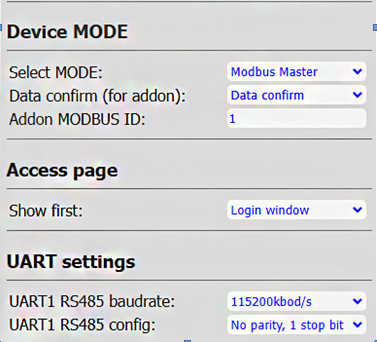 Device MODE
Select MODE: Modbus Master
Data confirm (for addon): Data confirm
Addon MODBUS ID: 1
Access page
Show first: Login window
UART settings
UART1 RS485 baudrate: 115200kbod/s
UART1 RS485 config: No parity, 1 stop bit